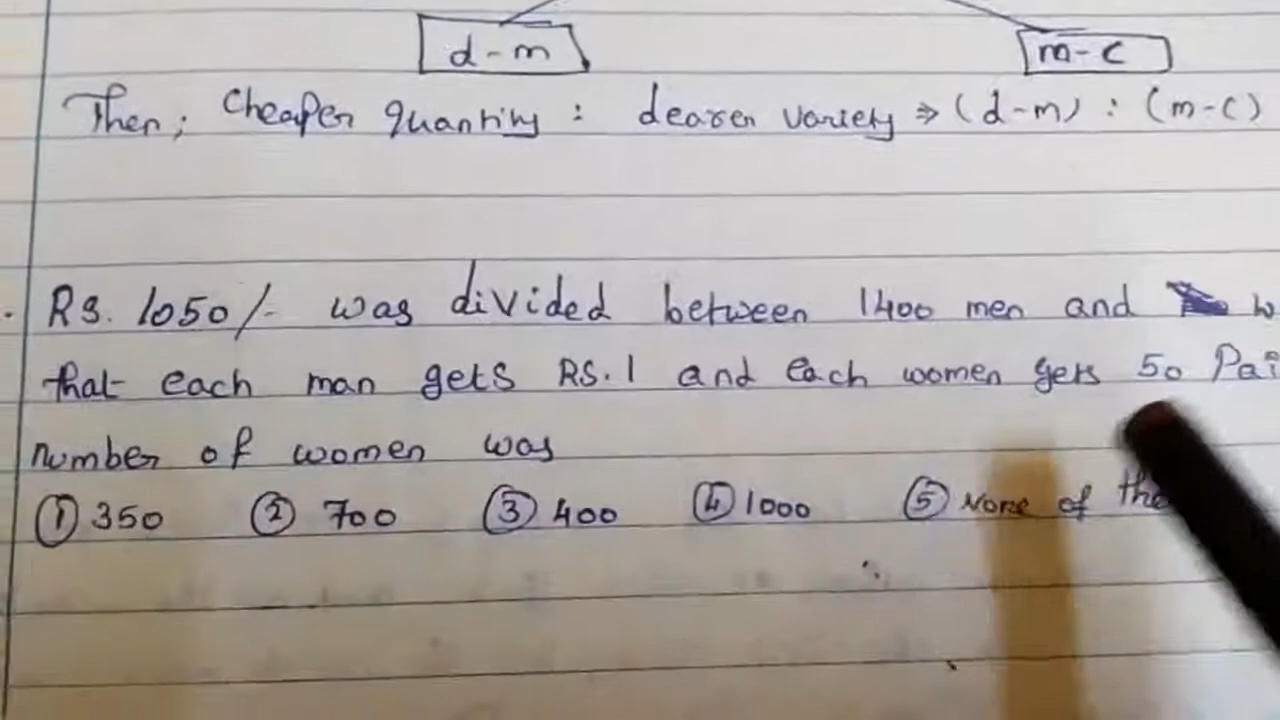 d-m
m-c
Then; Cheaper quantity : dearer variety ⇒ (d-m) : (m-c)
Rs. 1050/- was divided between 1400 men and
that each man gets RS.1 and each women gets 50
number of women was
① 350 ② 700 ③ 400 ④ 1000 ⑤ None of